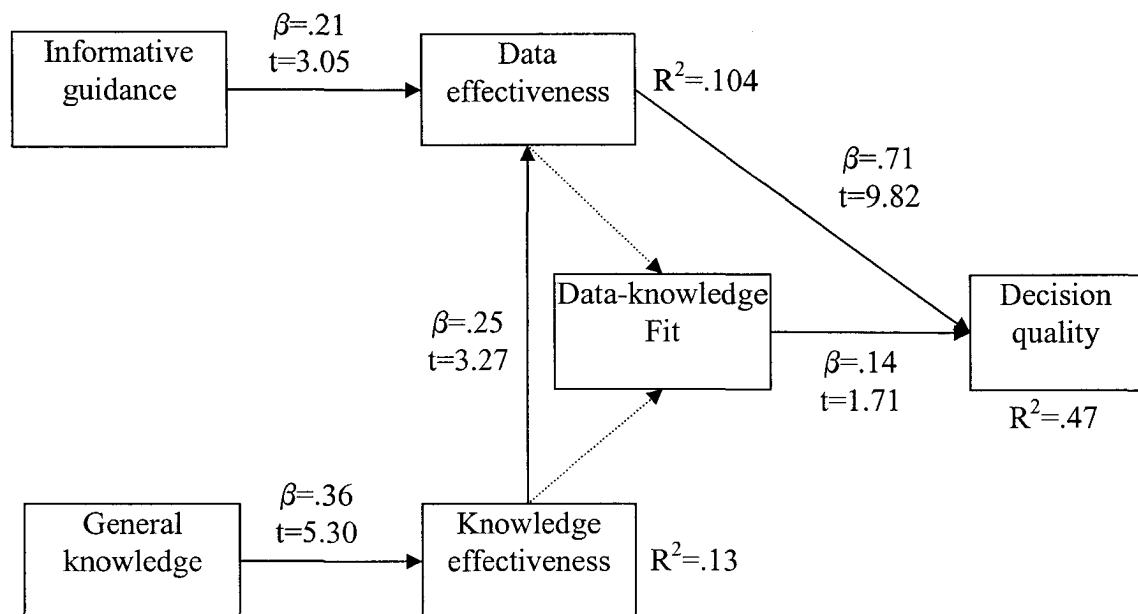 Informative
guidance
β=.21
t=3.05
Data
effectiveness
R²=.104
β=.71
t=9.82
Data-knowledge
Fit
Decision
quality
β=.25
t=3.27
β=.14
t=1.71
R²=.47
General
knowledge
β=.36
t=5.30
Knowledge
effectiveness
R²=.13